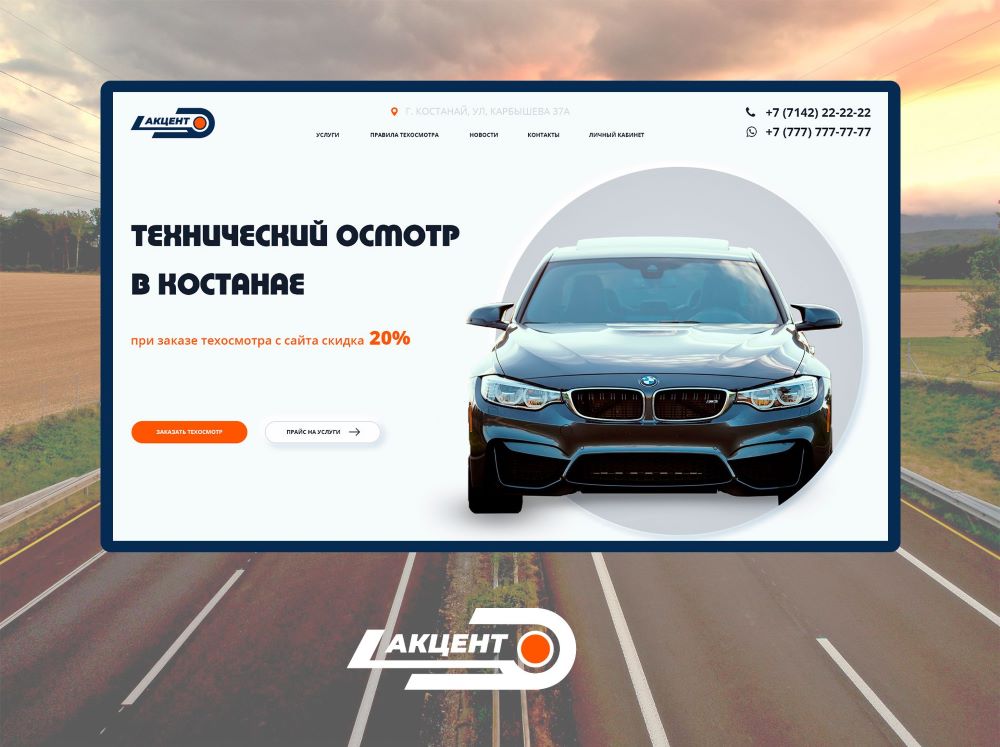 АКЦЕНТ
Г. КОСТАНАЙ, УЛ, КАРБЫШЕВА 37А
+7 (7142) 22-22-22
+7 (777) 777-77-77
УСЛУГИ ПРАВИЛА ТЕХОСМОТРА НОВОСТИ КОНТАКТЫ ЛИЧНЫЙ КАБИНЕТ
ТЕХНИЧЕСКИЙ ОСМОТР
В КОСТАНАЕ
при заказе техосмотра с сайта скидка 20%
ЗАКАЗАТЬ ТЕХОСМОТР
ПРАЙС НА УСЛУГИ
АКЦЕНТ